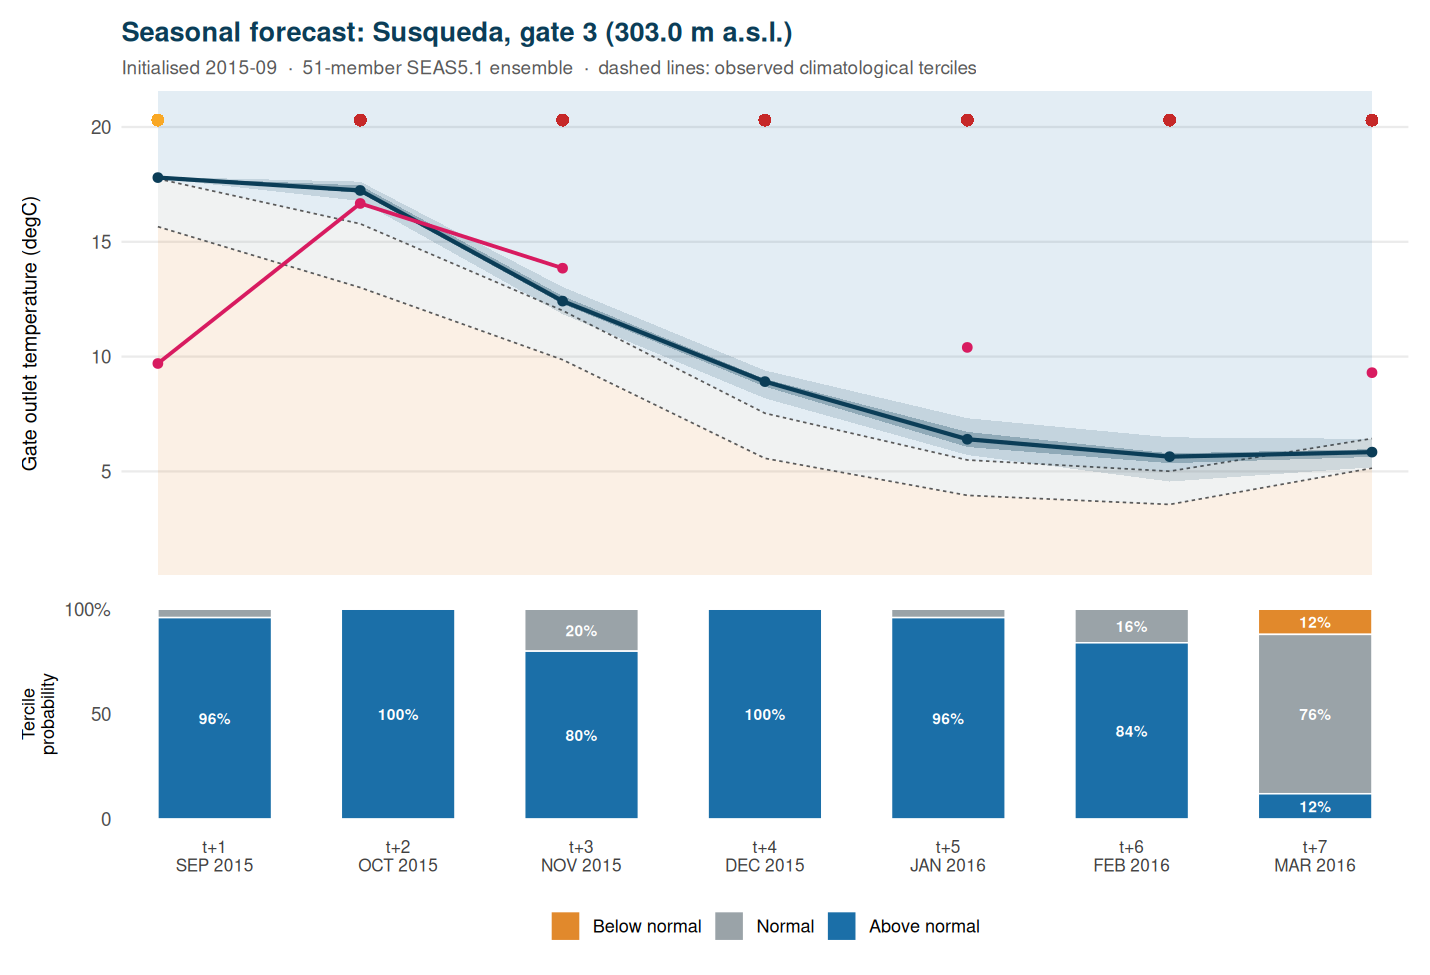 Seasonal forecast: Susqueda, gate 3 (303.0 m a.s.l.)
Initialised 2015-09 · 51-member SEAS5.1 ensemble · dashed lines: observed climatological terciles
Gate outlet temperature (degC)
20
15
10
5
Tercile
probability
100%
50
0
96%
100%
20%
80%
100%
96%
16%
84%
12%
76%
12%
t+1
SEP 2015
t+2
OCT 2015
t+3
NOV 2015
t+4
DEC 2015
t+5
JAN 2016
t+6
FEB 2016
t+7
MAR 2016
Below normal
Normal
Above normal